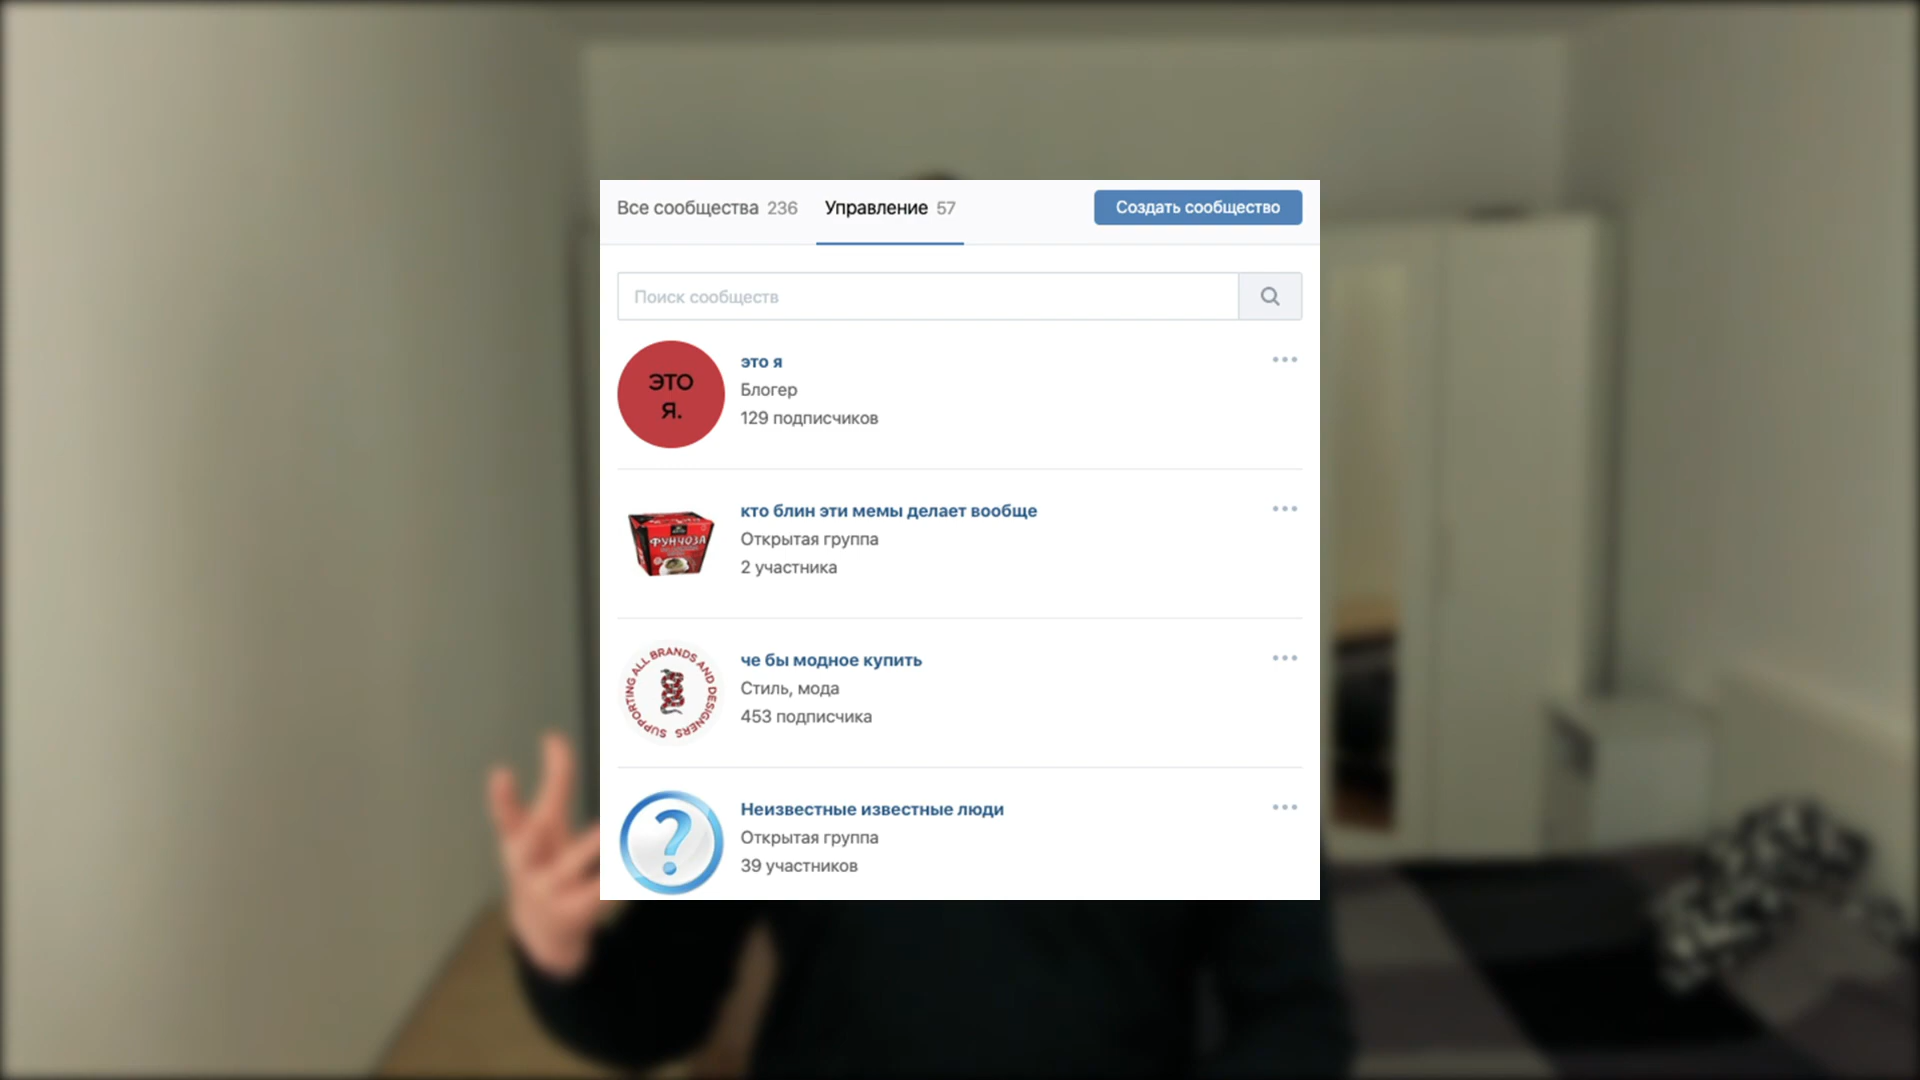 Все сообщества 236
Управление 57
Создать сообщество
Поиск сообществ
ЭТО
Я.
это я
Блогер
129 подписчиков
ФУНЧОЗА
кто блин эти мемы делает вообще
Открытая группа
2 участника
SUPPORTING ALL BRANDS AND DESIGNERS
че бы модное купить
Стиль, мода
453 подписчика
?
Неизвестные известные люди
Открытая группа
39 участников